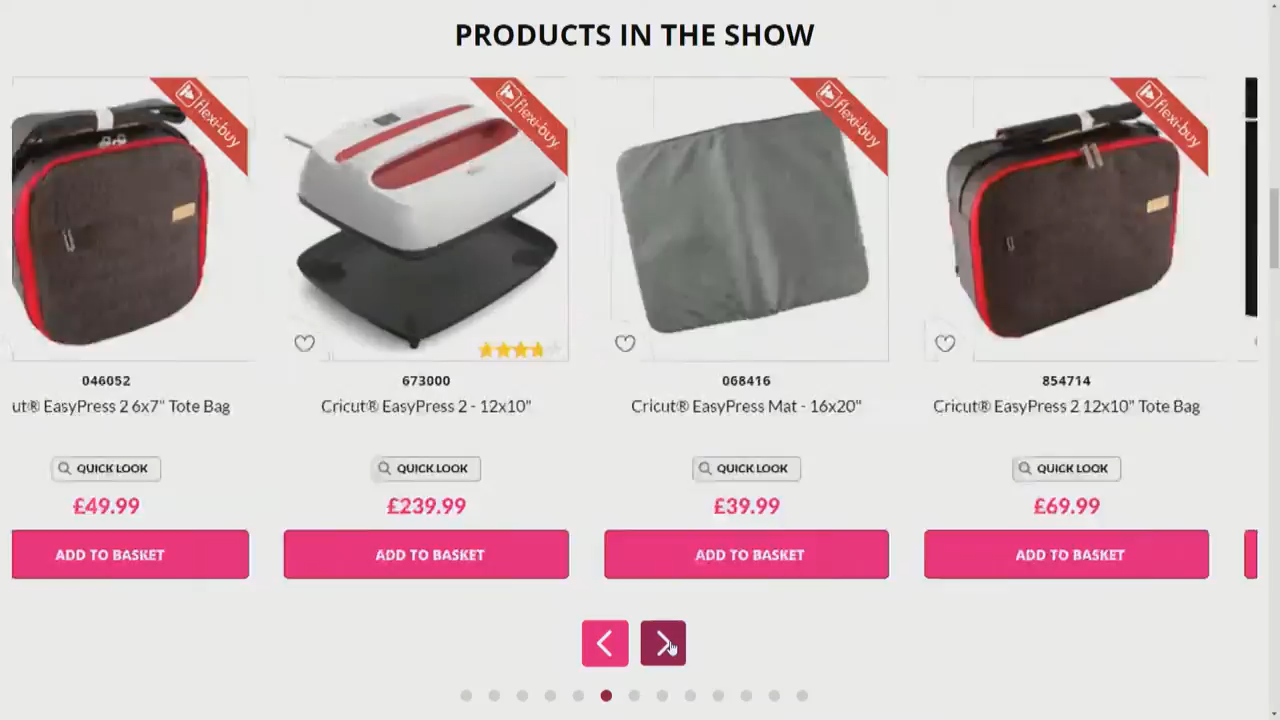 PRODUCTS IN THE SHOW
flexi-buy
flexi-buy
flexi-buy
flexi-buy
046052
ut® EasyPress 2 6x7" Tote Bag
QUICK LOOK
£49.99
ADD TO BASKET
673000
Cricut® EasyPress 2 - 12x10"
QUICK LOOK
£239.99
ADD TO BASKET
068416
Cricut® EasyPress Mat - 16x20"
QUICK LOOK
£39.99
ADD TO BASKET
854714
Cricut® EasyPress 2 12x10" Tote Bag
QUICK LOOK
£69.99
ADD TO BASKET